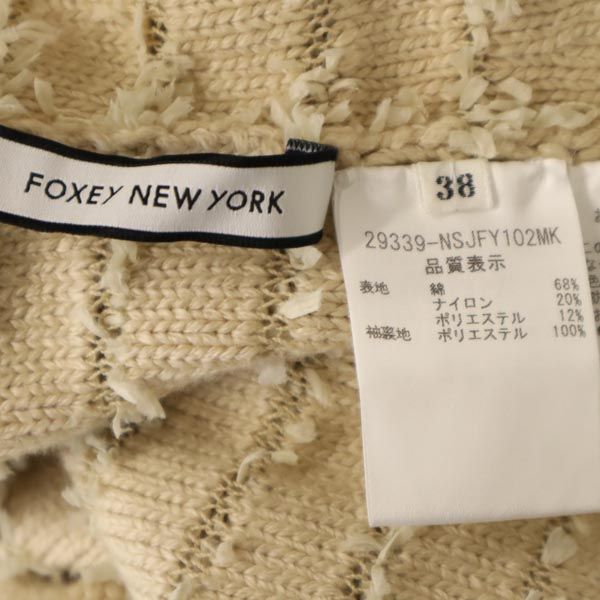 FOXEY NEW YORK
38
29339-NSJFY102MK
品質表示
表地 綿 68%
ナイロン 20%
ポリエステル 12%
袖裏地 ポリエステル 100%